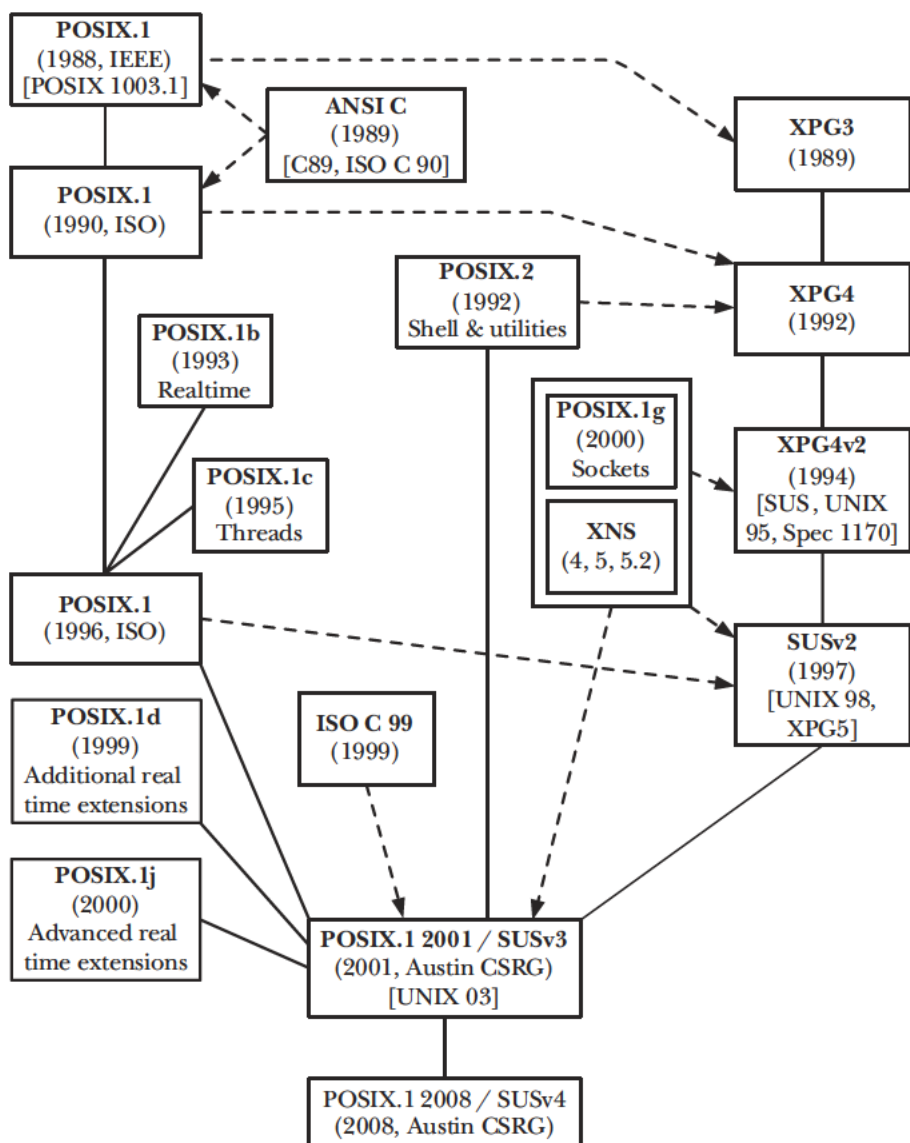 POSIX.1
(1988, IEEE)
[POSIX 1003.1]
ANSI C
(1989)
[C89, ISO C 90]
XPG3
(1989)
POSIX.1
(1990, ISO)
POSIX.2
(1992)
Shell & utilities
XPG4
(1992)
POSIX.1b
(1993)
Realtime
POSIX.1c
(1995)
Threads
POSIX.1g
(2000)
Sockets
XNS
(4, 5, 5.2)
XPG4v2
(1994)
[SUS, UNIX
95, Spec 1170]
POSIX.1
(1996, ISO)
SUSv2
(1997)
[UNIX 98,
XPG5]
POSIX.1d
(1999)
Additional real
time extensions
ISO C 99
(1999)
POSIX.1j
(2000)
Advanced real
time extensions
POSIX.1 2001 / SUSv3
(2001, Austin CSRG)
[UNIX 03]
POSIX.1 2008 / SUSv4
(2008, Austin CSRG)